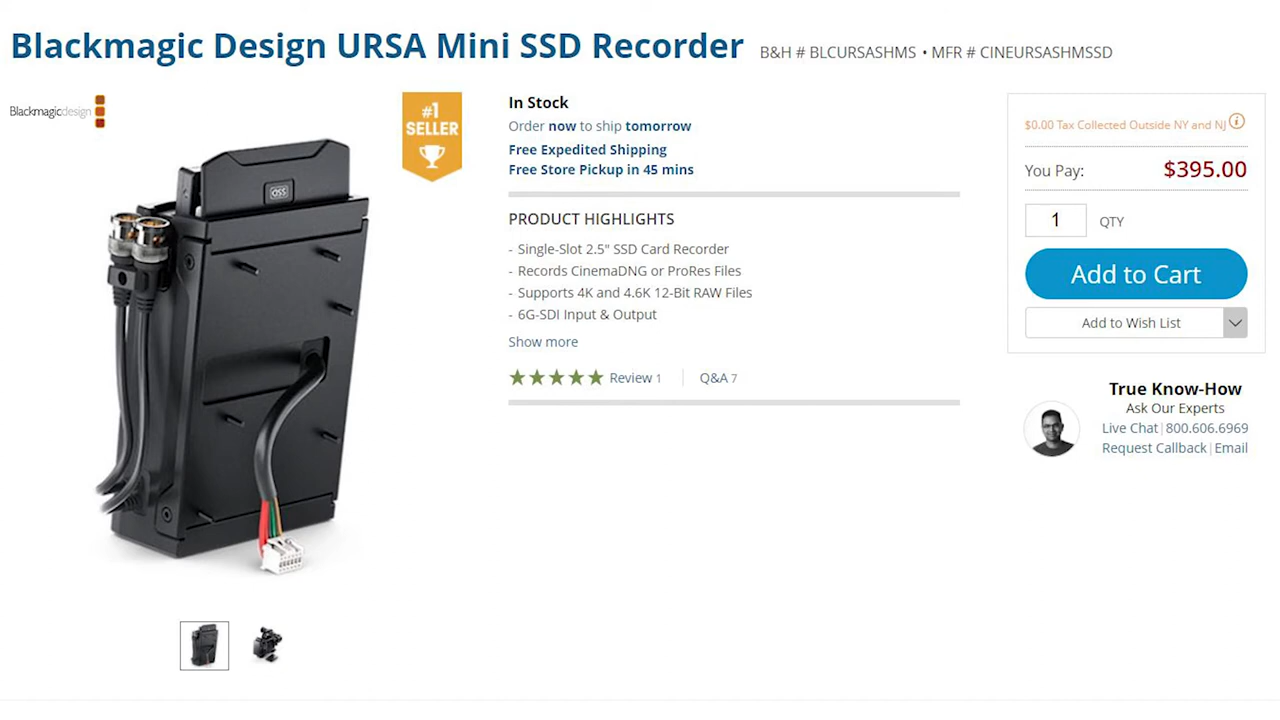 Blackmagic Design URSA Mini SSD Recorder B&H # BLCURSASHMS • MFR # CINEURSASHMSSD
Blackmagicdesign
#1
SELLER
In Stock
Order now to ship tomorrow
Free Expedited Shipping
Free Store Pickup in 45 mins
PRODUCT HIGHLIGHTS
- Single-Slot 2.5" SSD Card Recorder
- Records CinemaDNG or ProRes Files
- Supports 4K and 4.6K 12-Bit RAW Files
- 6G-SDI Input & Output
Show more
Review 1 | Q&A 7
$0.00 Tax Collected Outside NY and NJ
You Pay: $395.00
1 QTY
Add to Cart
Add to Wish List
True Know-How
Ask Our Experts
Live Chat | 800.606.6969
Request Callback | Email